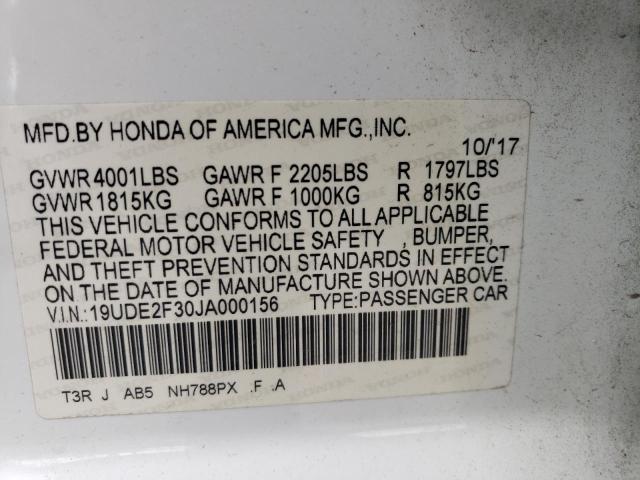 MFD.BY HONDA OF AMERICA MFG.,INC.
10/'17
GVWR 4001LBS GAWR F 2205LBS R 1797LBS
GVWR 1815KG GAWR F 1000KG R 815KG
THIS VEHICLE CONFORMS TO ALL APPLICABLE
FEDERAL MOTOR VEHICLE SAFETY , BUMPER,
AND THEFT PREVENTION STANDARDS IN EFFECT
ON THE DATE OF MANUFACTURE SHOWN ABOVE.
V.I.N.:19UDE2F30JA000156 TYPE:PASSENGER CAR
T3R J AB5 NH788PX .F .A